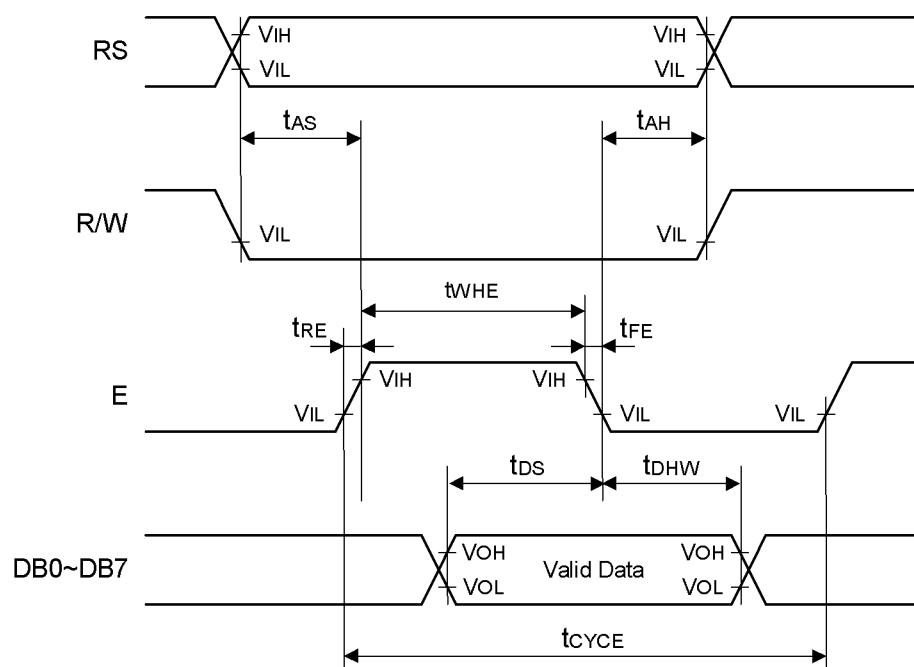 RS VIH VIH
VIL VIL
tAS tAH
R/W VIL VIL
tWHE
tRE tFE
E VIH VIH
VIL VIL VIL
tDS tDHW
DB0~DB7 VOH Valid Data VOH
VOL VOL
tCYCE